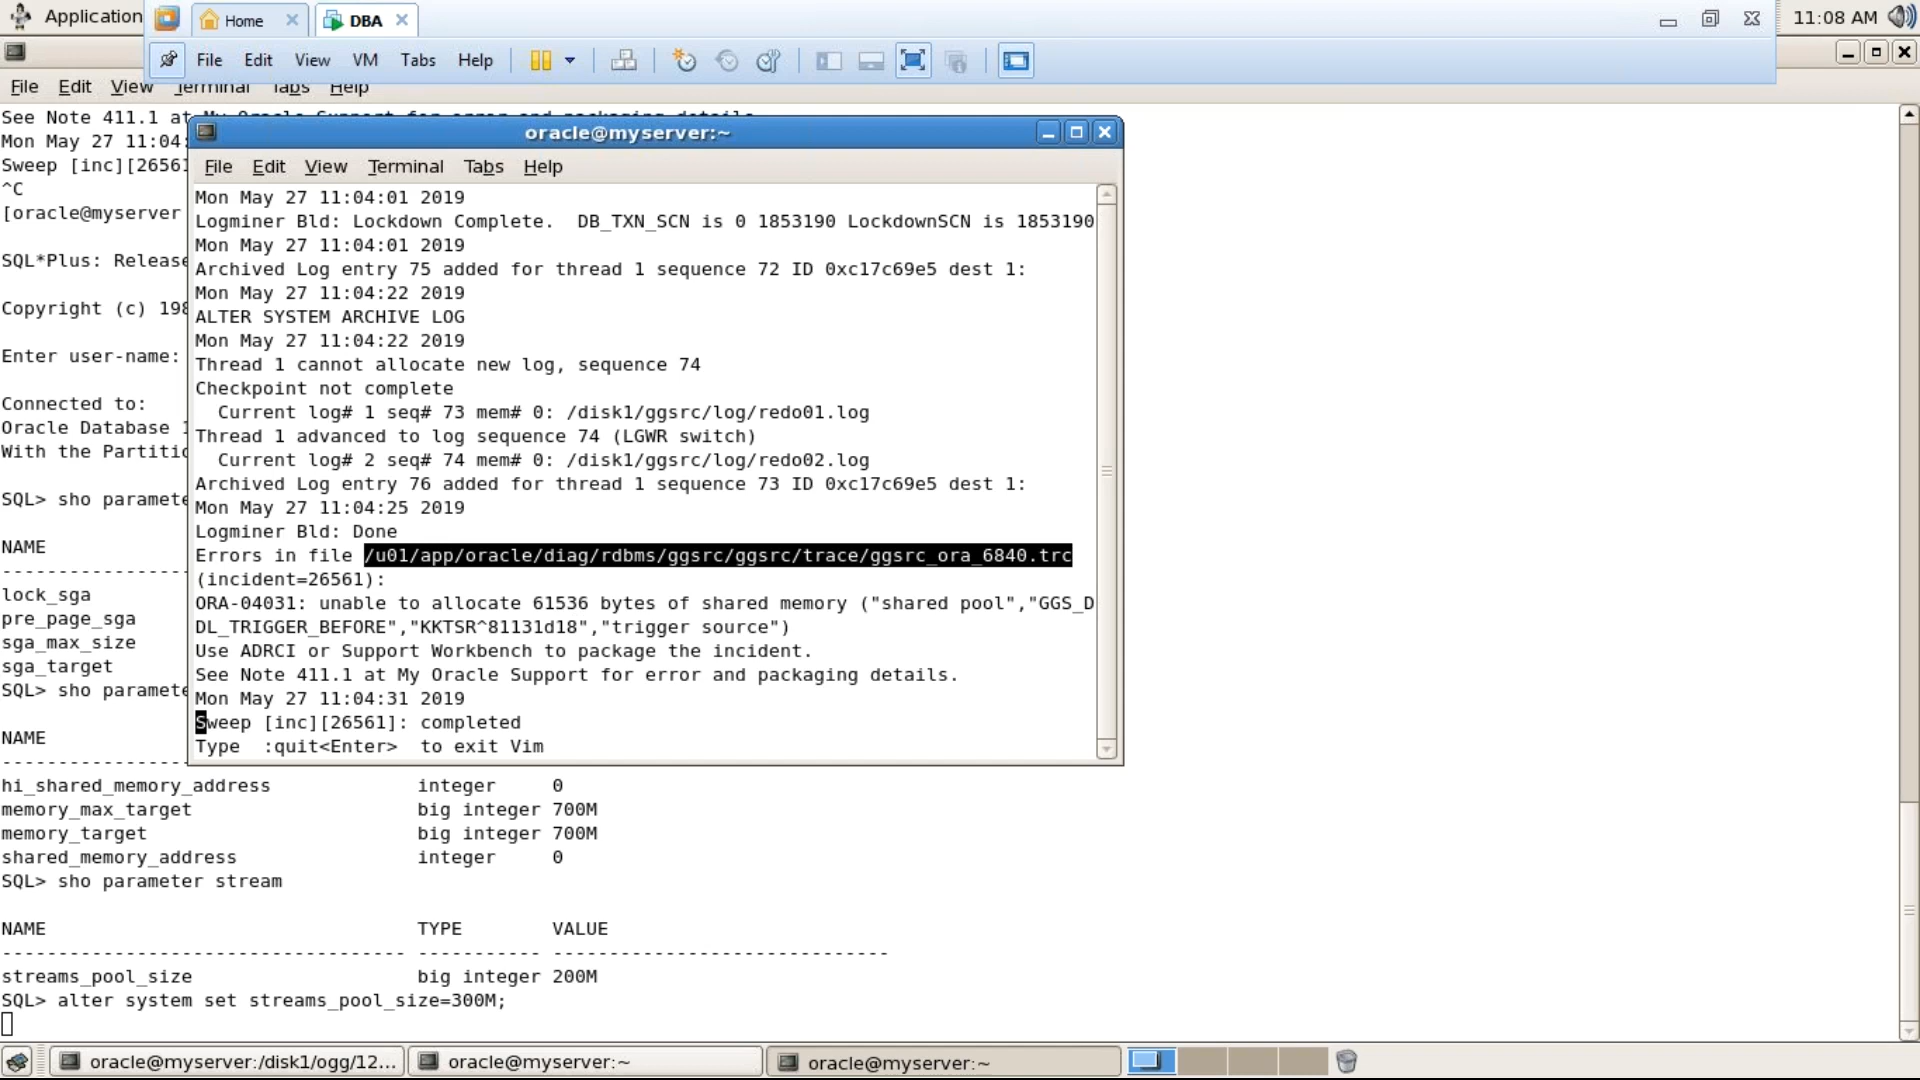 Application
Home
DBA
11:08 AM
File Edit View VM Tabs Help
File Edit View Terminal Tabs Help
See Note 411.1 at My Oracle Support for error and packaging details.
Mon May 27 11:04:
Sweep [inc][26561
^C
[oracle@myserver
SQL*Plus: Release
Copyright (c) 198
Enter user-name:
Connected to:
Oracle Database 1
With the Partitio
SQL> sho paramete
NAME
lock_sga
pre_page_sga
sga_max_size
sga_target
SQL> sho paramete
NAME
oracle@myserver:~
File Edit View Terminal Tabs Help
Mon May 27 11:04:01 2019
Logminer Bld: Lockdown Complete.  DB_TXN_SCN is 0 1853190 LockdownSCN is 1853190
Mon May 27 11:04:01 2019
Archived Log entry 75 added for thread 1 sequence 72 ID 0xc17c69e5 dest 1:
Mon May 27 11:04:22 2019
ALTER SYSTEM ARCHIVE LOG
Mon May 27 11:04:22 2019
Thread 1 cannot allocate new log, sequence 74
Checkpoint not complete
  Current log# 1 seq# 73 mem# 0: /disk1/ggsrc/log/redo01.log
Thread 1 advanced to log sequence 74 (LGWR switch)
  Current log# 2 seq# 74 mem# 0: /disk1/ggsrc/log/redo02.log
Archived Log entry 76 added for thread 1 sequence 73 ID 0xc17c69e5 dest 1:
Mon May 27 11:04:25 2019
Logminer Bld: Done
Errors in file /u01/app/oracle/diag/rdbms/ggsrc/ggsrc/trace/ggsrc_ora_6840.trc
(incident=26561):
ORA-04031: unable to allocate 61536 bytes of shared memory ("shared pool","GGS_D
DL_TRIGGER_BEFORE","KKTSR^81131d18","trigger source")
Use ADRCI or Support Workbench to package the incident.
See Note 411.1 at My Oracle Support for error and packaging details.
Mon May 27 11:04:31 2019
Sweep [inc][26561]: completed
Type  :quit<Enter>  to exit Vim
hi_shared_memory_address integer 0
memory_max_target big integer 700M
memory_target big integer 700M
shared_memory_address integer 0
SQL> sho parameter stream
NAME TYPE VALUE
------------------------------------ ----------- ------------------------------
streams_pool_size big integer 200M
SQL> alter system set streams_pool_size=300M;
oracle@myserver:/disk1/ogg/12...
oracle@myserver:~
oracle@myserver:~